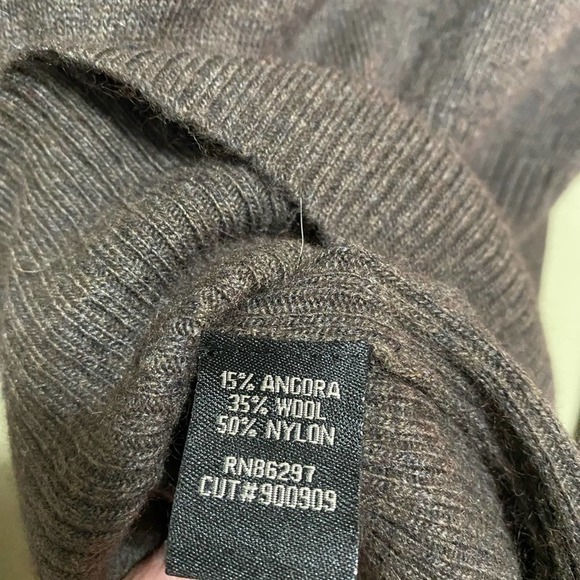 15% ANGORA
35% WOOL
50% NYLON
RN86297
CUT#900909